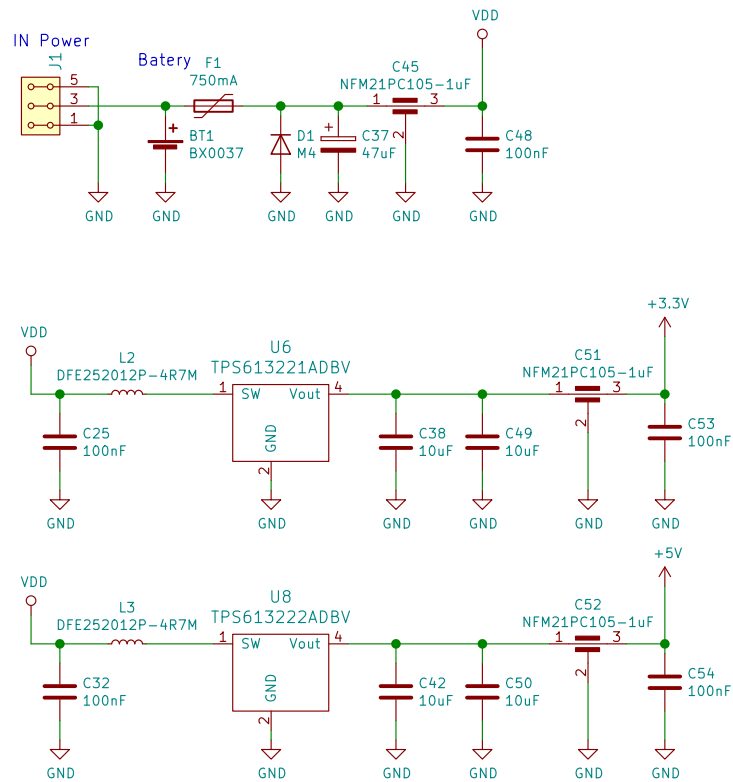 VDD
IN Power
J1
5
3
1
Batery
F1
750mA
C45
NFM21PC105-1uF
1
3
2
BT1
BX0037
D1
M4
C37
47uF
C48
100nF
GND
GND
GND
GND
GND
GND
+3.3V
VDD
L2
DFE252012P-4R7M
U6
TPS613221ADBV
1
SW
Vout
4
GND
2
C51
NFM21PC105-1uF
1
3
2
C25
100nF
C38
10uF
C49
10uF
C53
100nF
GND
GND
GND
GND
GND
GND
+5V
VDD
L3
DFE252012P-4R7M
U8
TPS613222ADBV
1
SW
Vout
4
GND
2
C52
NFM21PC105-1uF
1
3
2
C32
100nF
C42
10uF
C50
10uF
C54
100nF
GND
GND
GND
GND
GND
GND